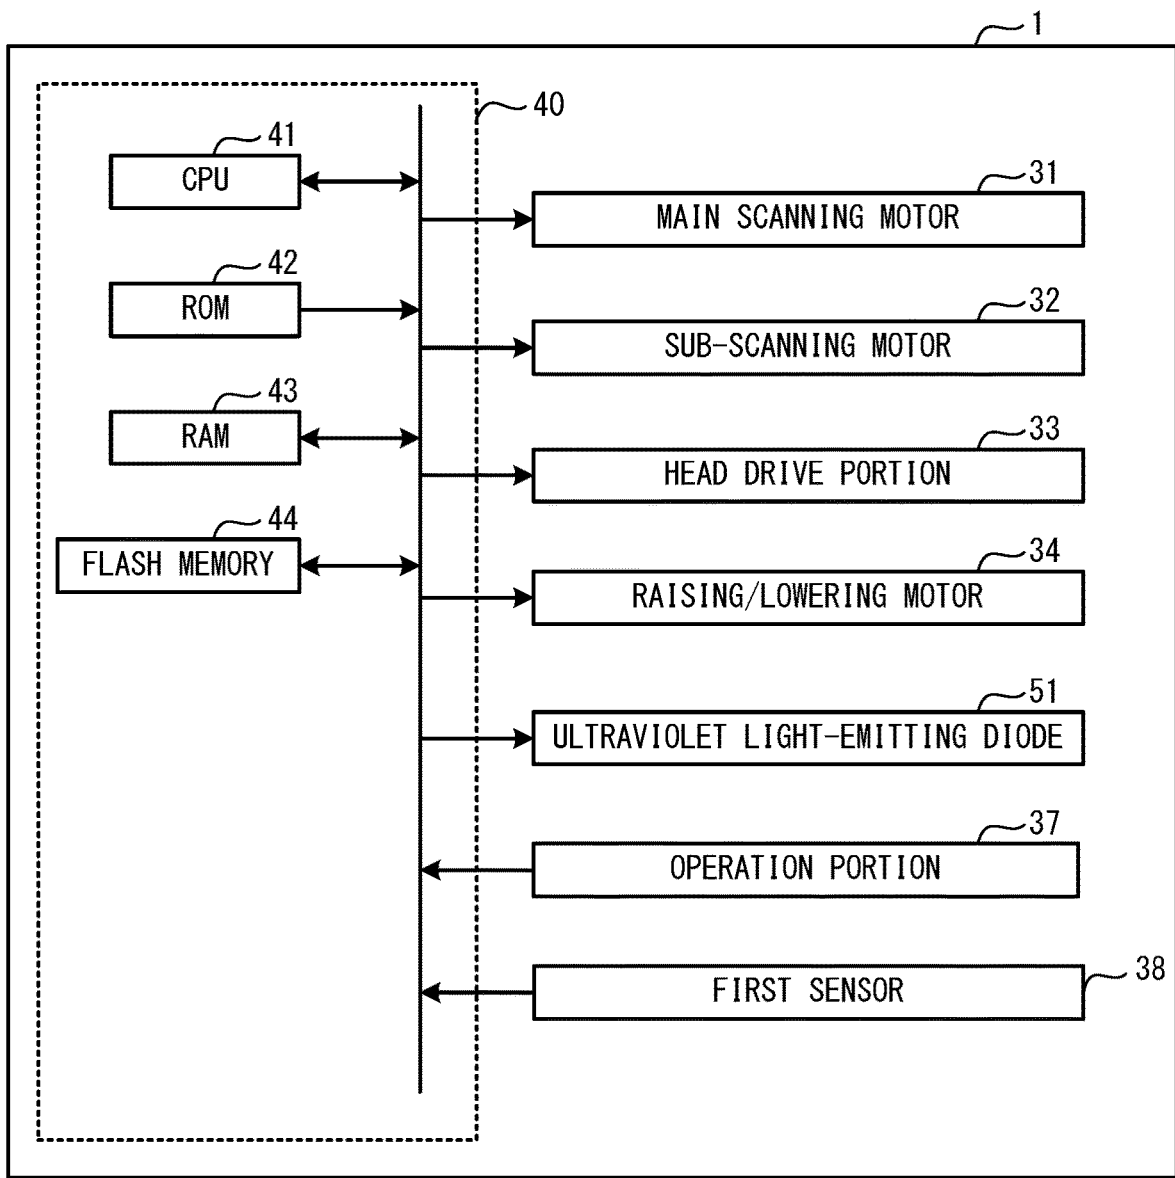 1
40
41
CPU
42
ROM
43
RAM
44
FLASH MEMORY
31
MAIN SCANNING MOTOR
32
SUB-SCANNING MOTOR
33
HEAD DRIVE PORTION
34
RAISING/LOWERING MOTOR
51
ULTRAVIOLET LIGHT-EMITTING DIODE
37
OPERATION PORTION
38
FIRST SENSOR